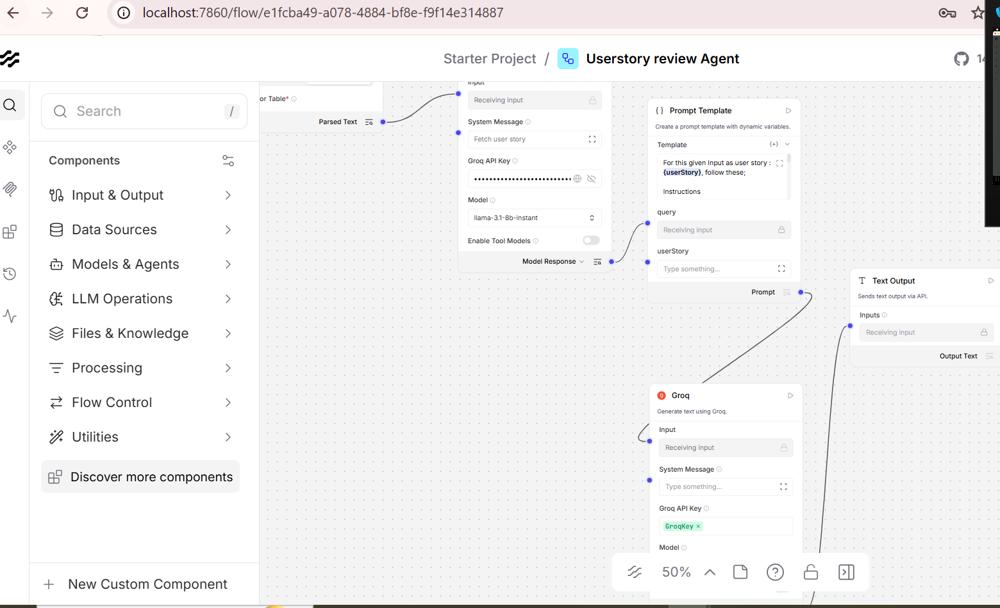 localhost:7860/flow/e1fcba49-a078-4884-bf8e-f9f14e314887
Starter Project / Userstory review Agent
Search /
Components
Input & Output
Data Sources
Models & Agents
LLM Operations
Files & Knowledge
Processing
Flow Control
Utilities
Discover more components
New Custom Component
or Table*
Parsed Text
Input
Receiving input
System Message
Fetch user story
Groq API Key
•••••••••••••••••••••••••••
Model
llama-3.1-8b-instant
Enable Tool Models
Model Response
{} Prompt Template
Create a prompt template with dynamic variables.
Template {+}
For this given Input as user story :
{userStory}, follow these;
Instructions
query
Receiving input
userStory
Type something...
Prompt
Text Output
Sends text output via API.
Inputs
Receiving input
Output Text
Groq
Generate text using Groq.
Input
Receiving input
System Message
Type something...
Groq API Key
GroqKey ×
Model
50%